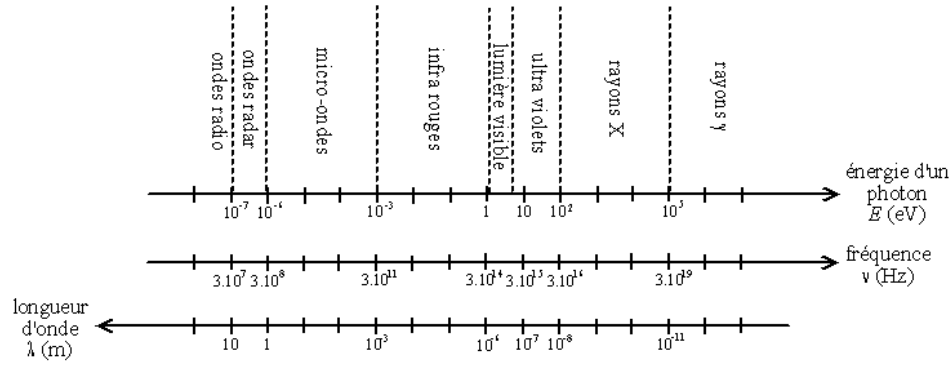 ondes radio
ondes radar
micro-ondes
infra rouges
lumière visible
ultra violets
rayons X
rayons γ
énergie d'un
photon
E (eV)
10⁻⁷ 10⁻⁶ 10⁻³ 1 10 10² 10⁵
fréquence
ν (Hz)
3.10⁷ 3.10⁸ 3.10¹¹ 3.10¹⁴ 3.10¹⁵ 3.10¹⁶ 3.10¹⁹
longueur
d'onde
λ (m)
10 1 10⁻³ 10⁻⁶ 10⁻⁷ 10⁻⁸ 10⁻¹¹